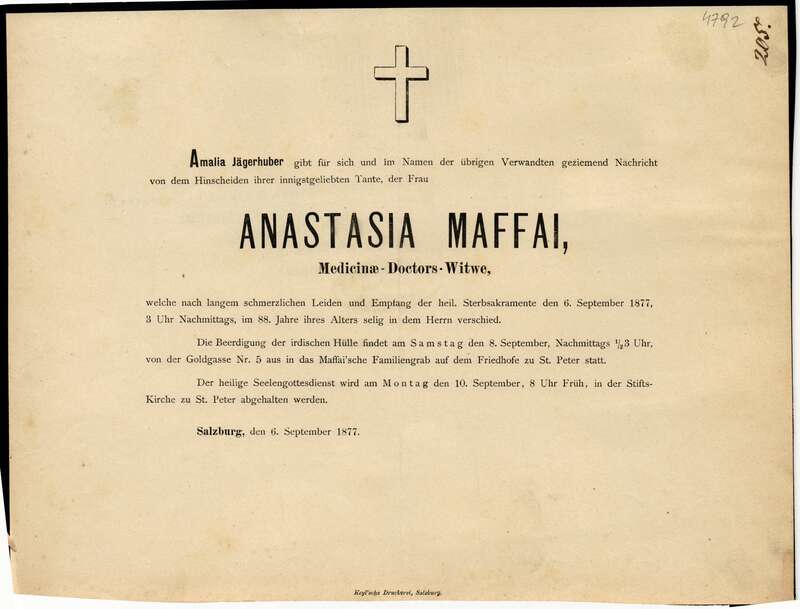 4792
205.
Amalia Jägerhuber gibt für sich und im Namen der übrigen Verwandten geziemend Nachricht
von dem Hinscheiden ihrer innigstgeliebten Tante, der Frau
ANASTASIA MAFFAI,
Medicinæ-Doctors-Witwe,
welche nach langem schmerzlichen Leiden und Empfang der heil. Sterbsakramente den 6. September 1877,
3 Uhr Nachmittags, im 88. Jahre ihres Alters selig in dem Herrn verschied.
Die Beerdigung der irdischen Hülle findet am Samstag den 8. September, Nachmittags ½3 Uhr,
von der Goldgasse Nr. 5 aus in das Maffai'sche Familiengrab auf dem Friedhofe zu St. Peter statt.
Der heilige Seelengottesdienst wird am Montag den 10. September, 8 Uhr Früh, in der Stifts-
Kirche zu St. Peter abgehalten werden.
Salzburg, den 6. September 1877.
Keyl'sche Druckerei, Salzburg.